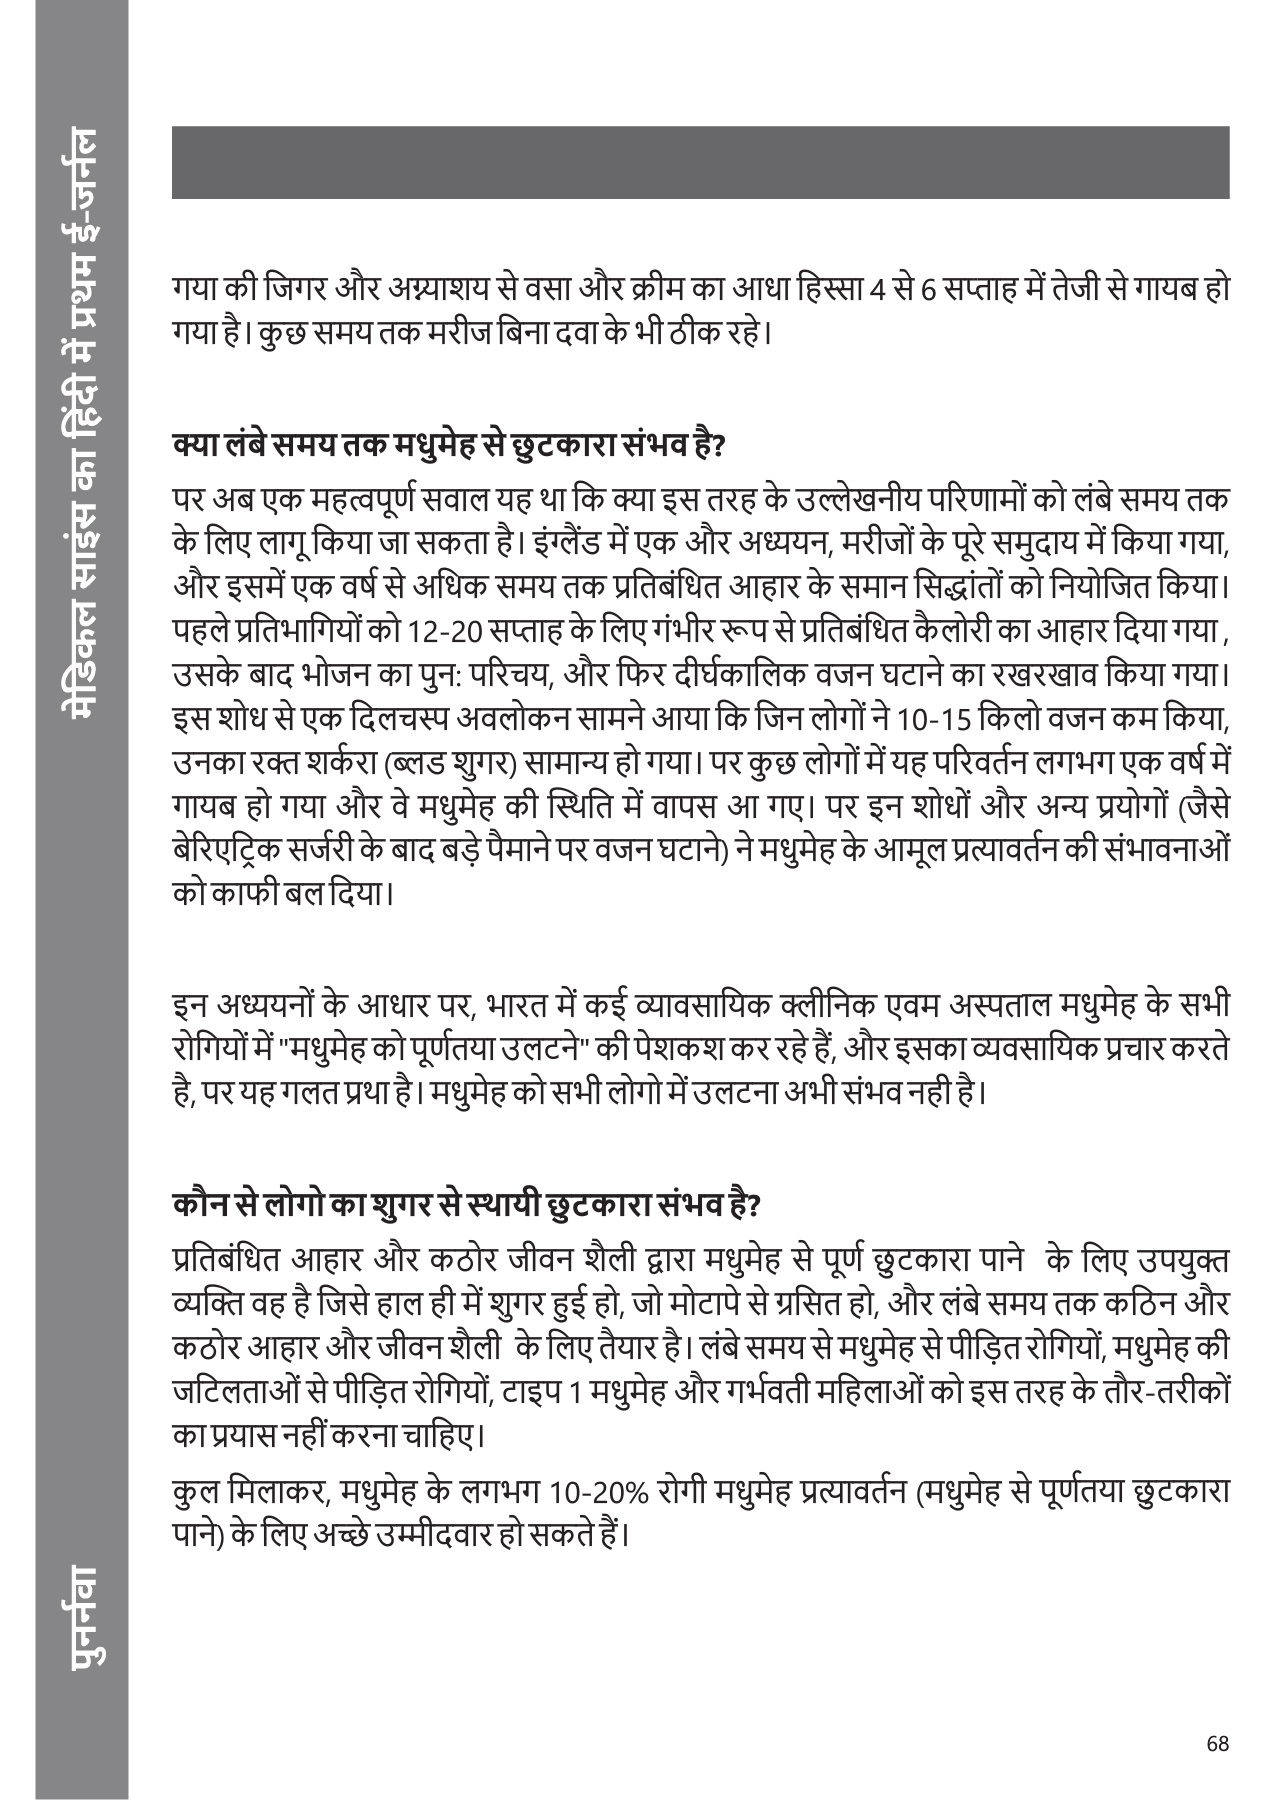 मेडिकल साइंस का हिंदी में प्रथम ई-जर्नल
गया की जिगर और अग्न्याशय से वसा और क्रीम का आधा हिस्सा 4 से 6 सप्ताह में तेजी से गायब हो
गया है। कुछ समय तक मरीज बिना दवा के भी ठीक रहे।
क्या लंबे समय तक मधुमेह से छुटकारा संभव है?
पर अब एक महत्वपूर्ण सवाल यह था कि क्या इस तरह के उल्लेखनीय परिणामों को लंबे समय तक
के लिए लागू किया जा सकता है। इंग्लैंड में एक और अध्ययन, मरीजों के पूरे समुदाय में किया गया,
और इसमें एक वर्ष से अधिक समय तक प्रतिबंधित आहार के समान सिद्धांतों को नियोजित किया।
पहले प्रतिभागियों को 12-20 सप्ताह के लिए गंभीर रूप से प्रतिबंधित कैलोरी का आहार दिया गया ,
उसके बाद भोजन का पुन: परिचय, और फिर दीर्घकालिक वजन घटाने का रखरखाव किया गया।
इस शोध से एक दिलचस्प अवलोकन सामने आया कि जिन लोगों ने 10-15 किलो वजन कम किया,
उनका रक्त शर्करा (ब्लड शुगर) सामान्य हो गया। पर कुछ लोगों में यह परिवर्तन लगभग एक वर्ष में
गायब हो गया और वे मधुमेह की स्थिति में वापस आ गए। पर इन शोधों और अन्य प्रयोगों (जैसे
बेरिएट्रिक सर्जरी के बाद बड़े पैमाने पर वजन घटाने) ने मधुमेह के आमूल प्रत्यावर्तन की संभावनाओं
को काफी बल दिया।
इन अध्ययनों के आधार पर, भारत में कई व्यावसायिक क्लीनिक एवम अस्पताल मधुमेह के सभी
रोगियों में "मधुमेह को पूर्णतया उलटने" की पेशकश कर रहे हैं, और इसका व्यवसायिक प्रचार करते
है, पर यह गलत प्रथा है। मधुमेह को सभी लोगो में उलटना अभी संभव नही है।
कौन से लोगो का शुगर से स्थायी छुटकारा संभव है?
प्रतिबंधित आहार और कठोर जीवन शैली द्वारा मधुमेह से पूर्ण छुटकारा पाने के लिए उपयुक्त
व्यक्ति वह है जिसे हाल ही में शुगर हुई हो, जो मोटापे से ग्रसित हो, और लंबे समय तक कठिन और
कठोर आहार और जीवन शैली के लिए तैयार है। लंबे समय से मधुमेह से पीड़ित रोगियों, मधुमेह की
जटिलताओं से पीड़ित रोगियों, टाइप 1 मधुमेह और गर्भवती महिलाओं को इस तरह के तौर-तरीकों
का प्रयास नहीं करना चाहिए।
कुल मिलाकर, मधुमेह के लगभग 10-20% रोगी मधुमेह प्रत्यावर्तन (मधुमेह से पूर्णतया छुटकारा
पाने) के लिए अच्छे उम्मीदवार हो सकते हैं।
पुनर्नवा
68